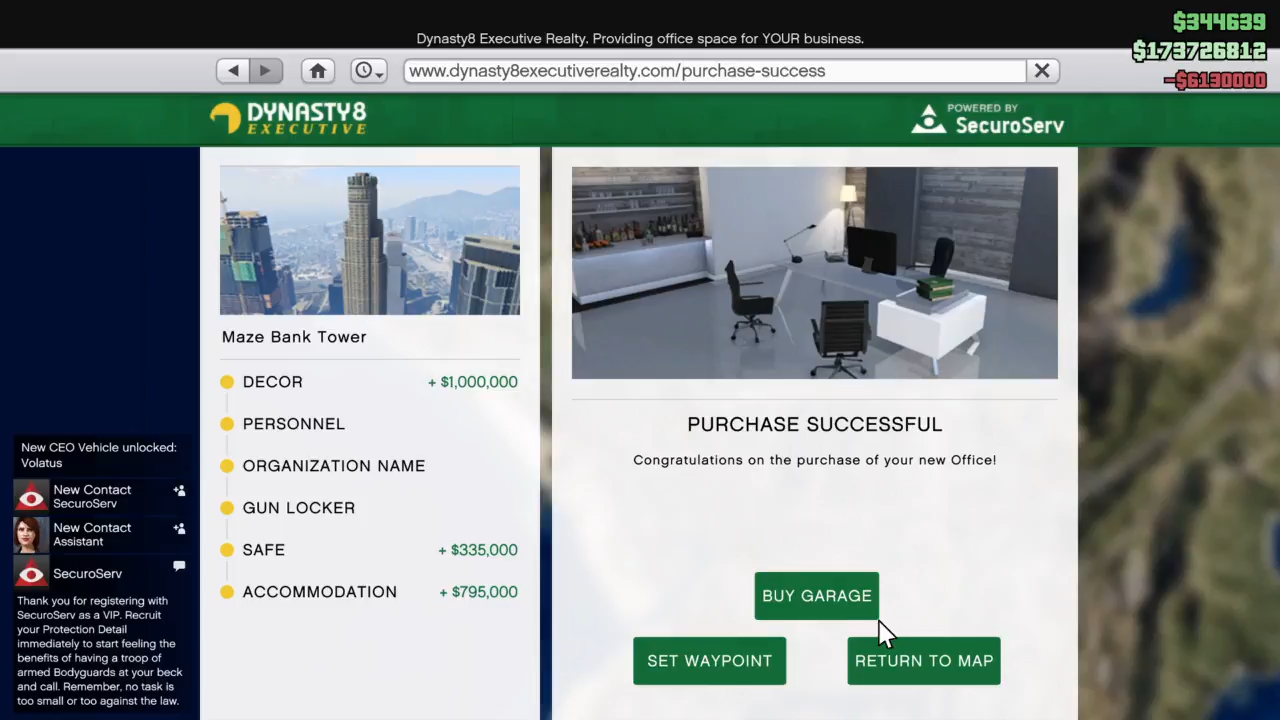 $344639
Dynasty8 Executive Realty. Providing office space for YOUR business.
$173726812
www.dynasty8executiverealty.com/purchase-success
-$6130000
DYNASTY8
EXECUTIVE
POWERED BY
SecuroServ
Maze Bank Tower
DECOR + $1,000,000
PERSONNEL
ORGANIZATION NAME
GUN LOCKER
SAFE + $335,000
ACCOMMODATION + $795,000
PURCHASE SUCCESSFUL
Congratulations on the purchase of your new Office!
BUY GARAGE
SET WAYPOINT
RETURN TO MAP
New CEO Vehicle unlocked:
Volatus
New Contact
SecuroServ
New Contact
Assistant
SecuroServ
Thank you for registering with
SecuroServ as a VIP. Recruit
your Protection Detail
immediately to start feeling the
benefits of having a troop of
armed Bodyguards at your beck
and call. Remember, no task is
too small or too against the law.